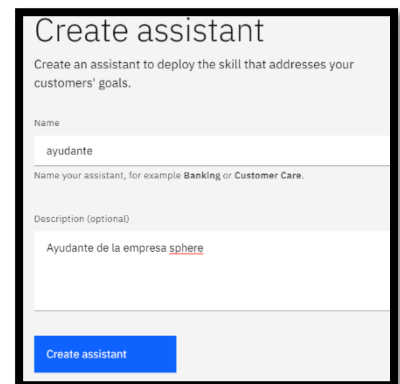 Create assistant
Create an assistant to deploy the skill that addresses your
customers' goals.
Name
ayudante
Name your assistant, for example Banking or Customer Care.
Description (optional)
Ayudante de la empresa sphere
Create assistant